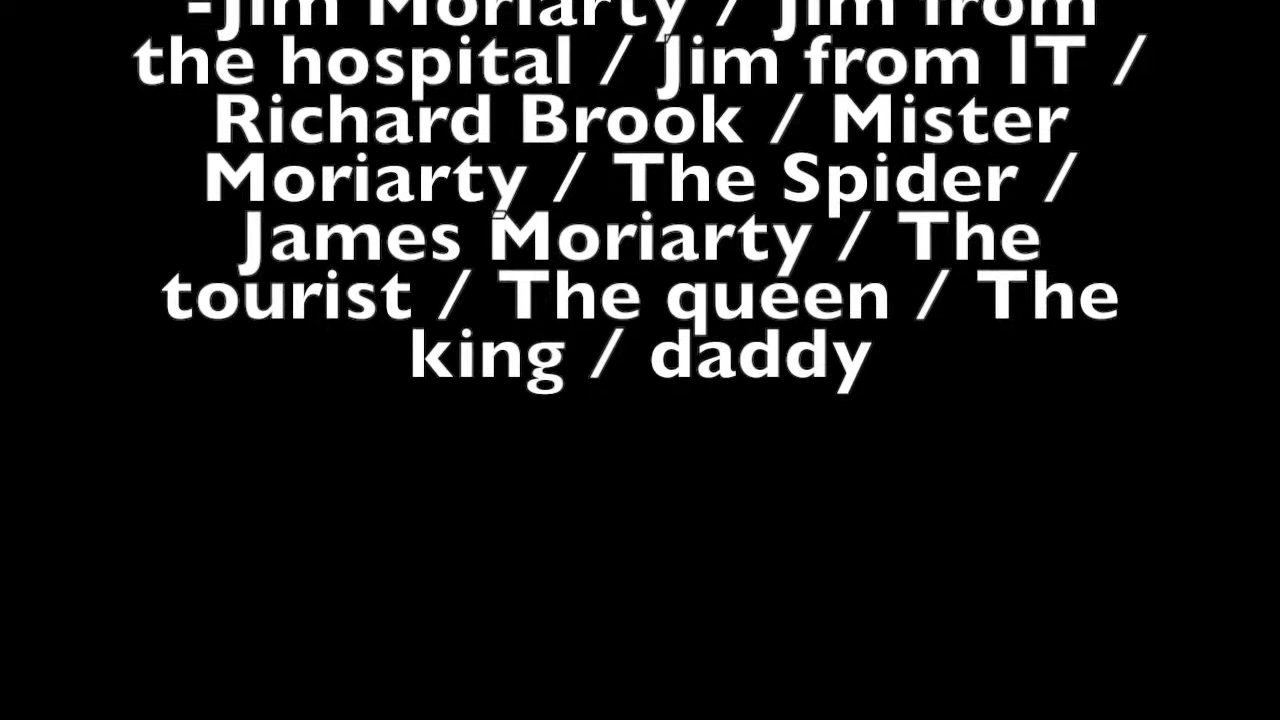 -Jim Moriarty / Jim from
the hospital / Jim from IT /
Richard Brook / Mister
Moriarty / The Spider /
James Moriarty / The
tourist / The queen / The
king / daddy